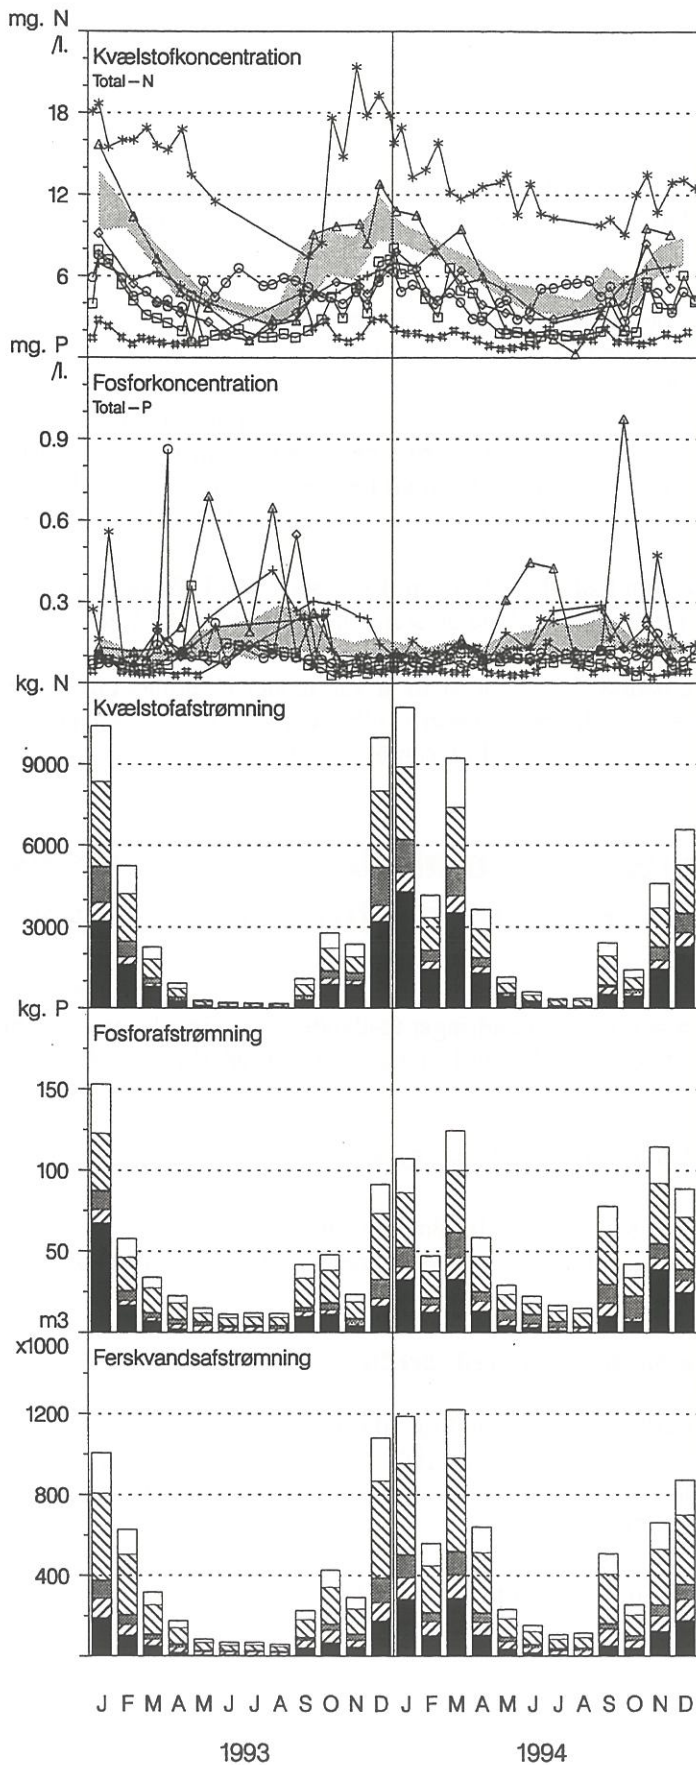 mg. N
/l.
Kvælstofkoncentration
Total–N
18
12
6
mg. P
/l.
Fosforkoncentration
Total–P
0.9
0.6
0.3
kg. N
Kvælstofafstrømning
9000
6000
3000
kg. P
Fosforafstrømning
150
100
50
m3
x1000
Ferskvandsafstrømning
1200
800
400
J F M A M J J A S O N D J F M A M J J A S O N D
1993 1994